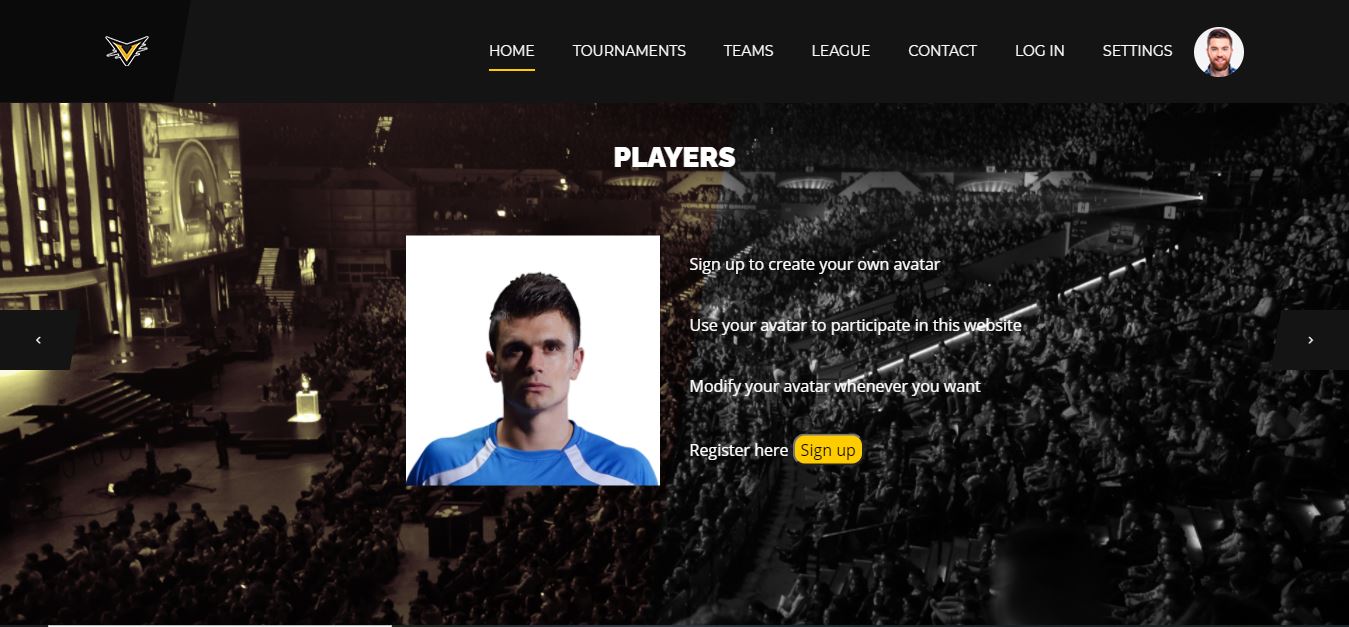 HOME TOURNAMENTS TEAMS LEAGUE CONTACT LOG IN SETTINGS
PLAYERS
Sign up to create your own avatar
Use your avatar to participate in this website
Modify your avatar whenever you want
Register here Sign up